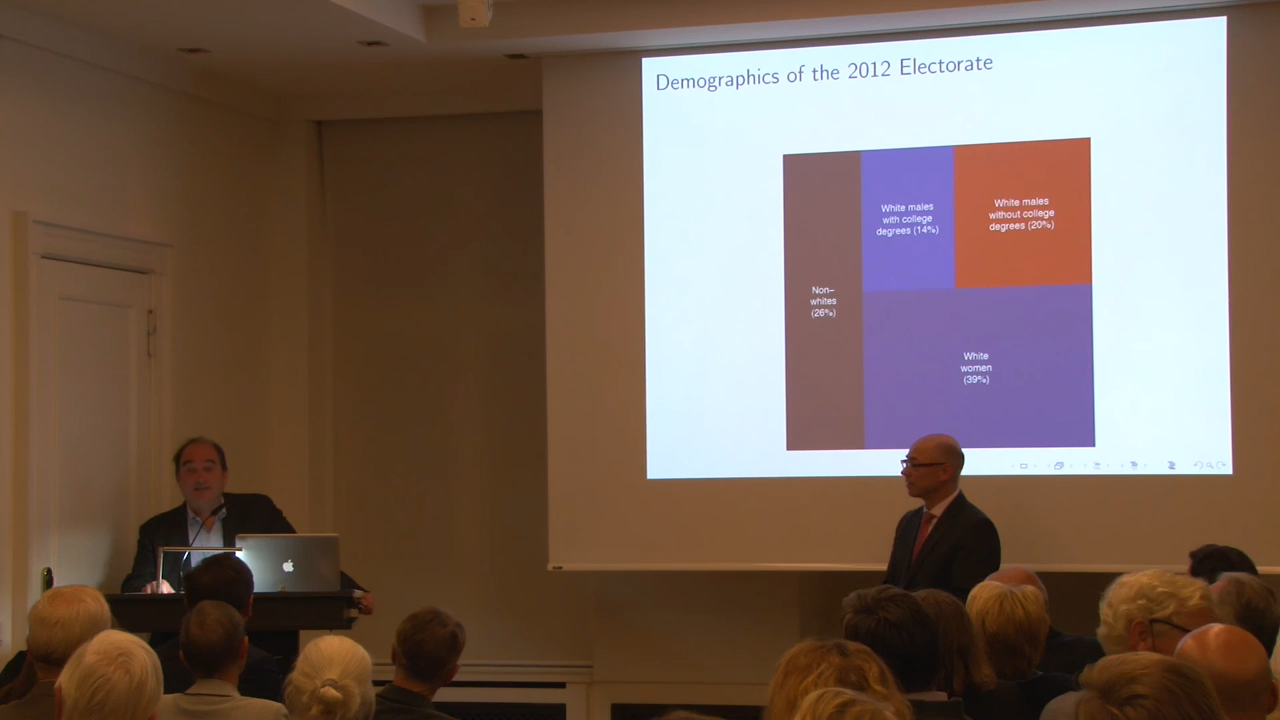 Demographics of the 2012 Electorate
White males
with college
degrees (14%)
White males
without college
degrees (20%)
Non–
whites
(26%)
White
women
(39%)